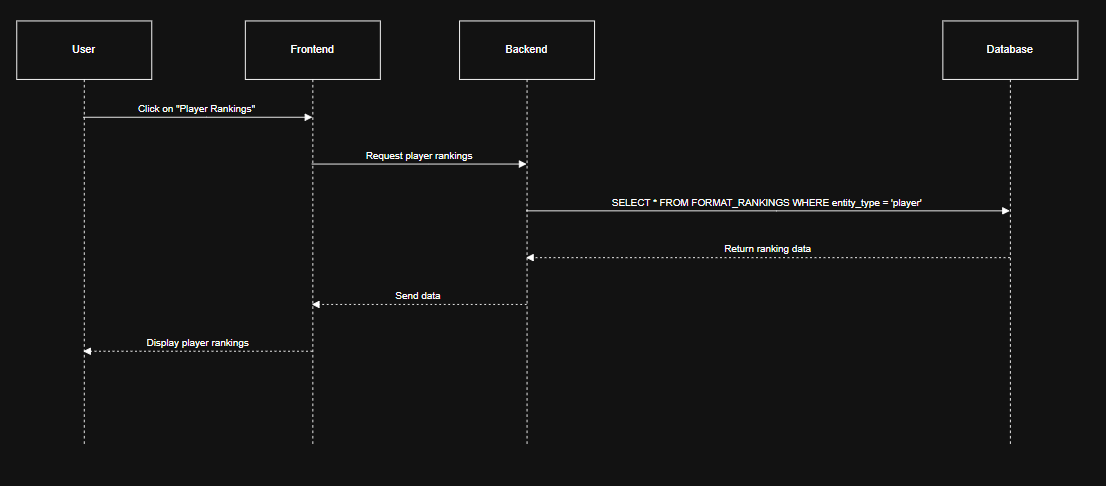 User
Frontend
Backend
Database
Click on "Player Rankings"
Request player rankings
SELECT * FROM FORMAT_RANKINGS WHERE entity_type = 'player'
Return ranking data
Send data
Display player rankings